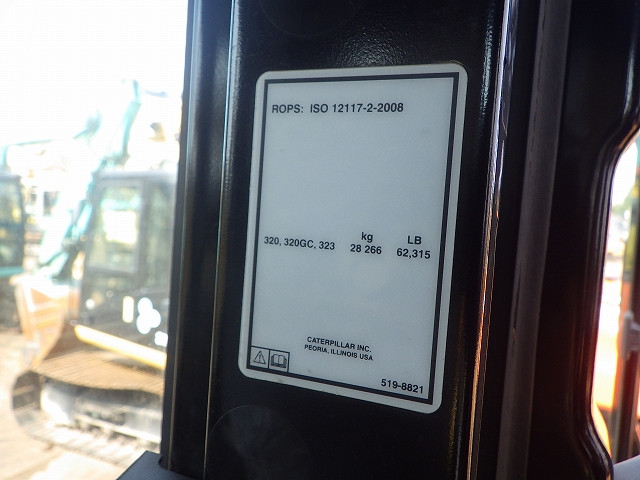 ROPS: ISO 12117-2-2008
kg LB
320, 320GC, 323 28 266 62,315
CATERPILLAR INC.
PEORIA, ILLINOIS USA
519-8821